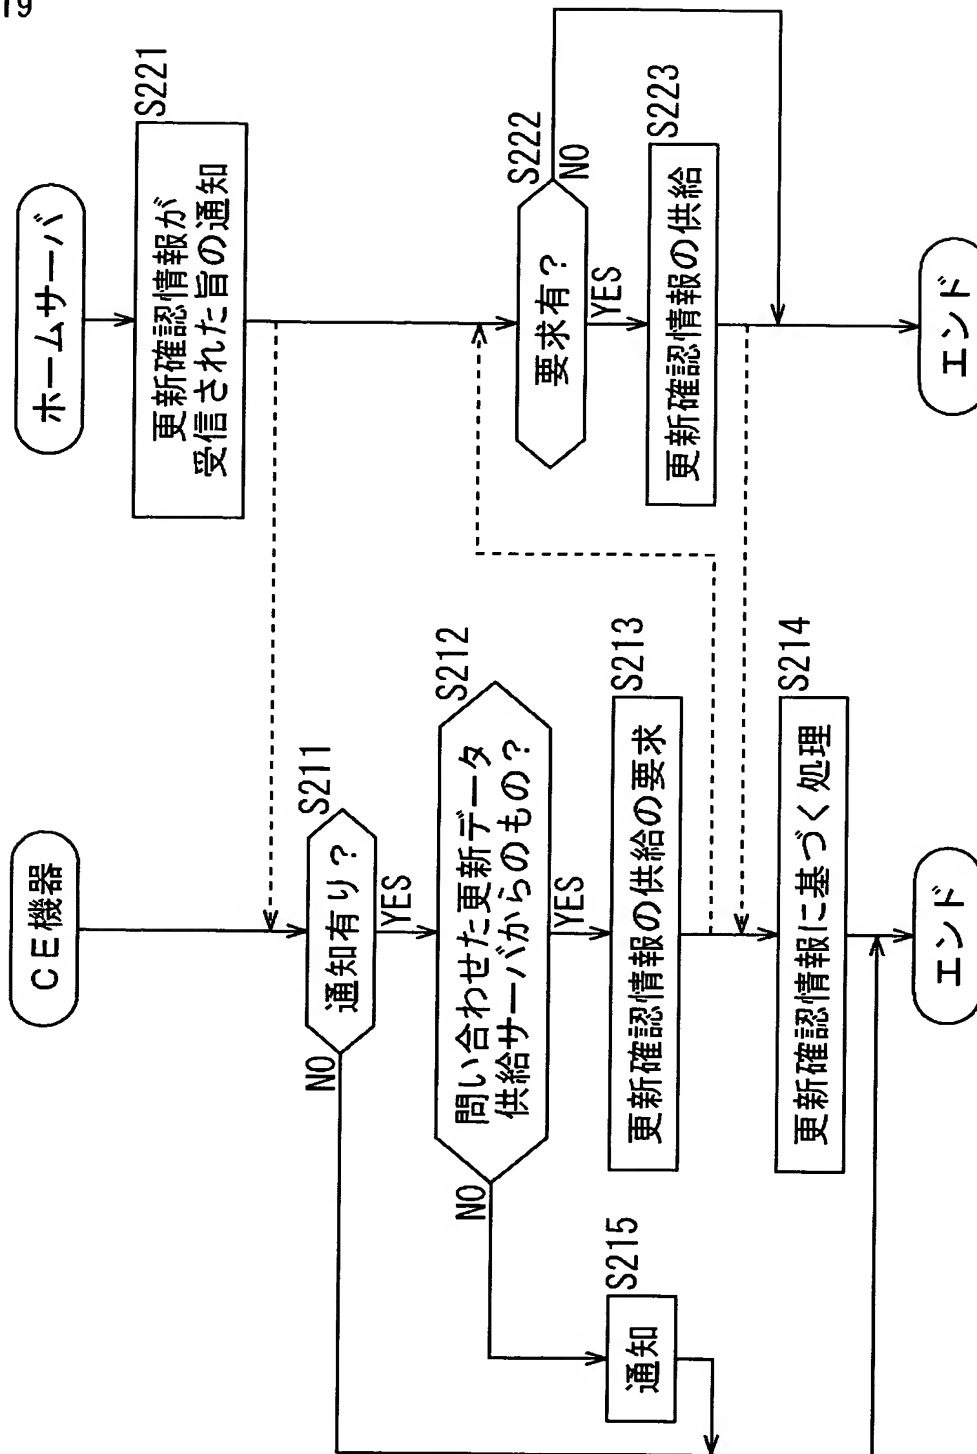 19
CE機器
通知有り?
S211
YES
NO
問い合わせた更新データ
供給サーバからのもの?
S212
YES
NO
更新確認情報の供給の要求
S213
更新確認情報に基づく処理
S214
通知
S215
エンド
ホームサーバ
更新確認情報が
受信された旨の通知
S221
要求有?
S222
NO
YES
更新確認情報の供給
S223
エンド